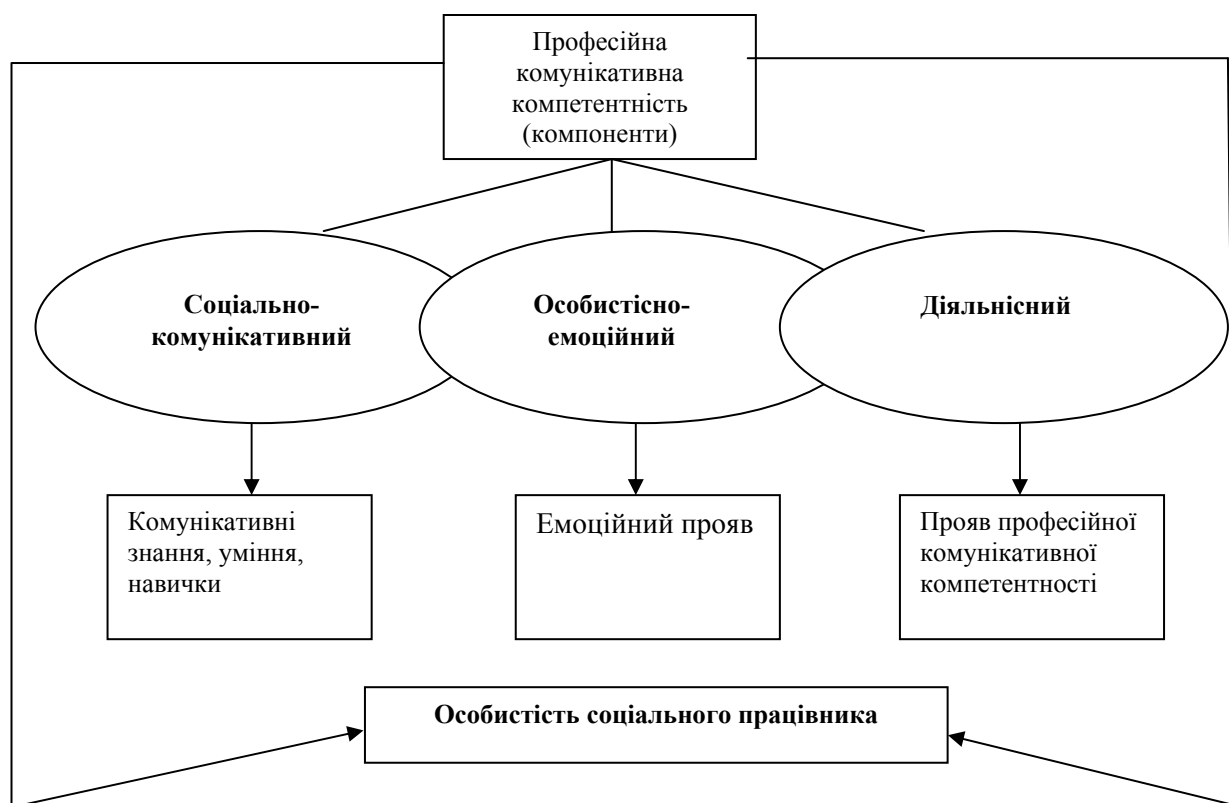 Професійна
комунікативна
компетентність
(компоненти)
Соціально-
комунікативний
Особистісно-
емоційний
Діяльнісний
Комунікативні
знання, уміння,
навички
Емоційний прояв
Прояв професійної
комунікативної
компетентності
Особистість соціального працівника